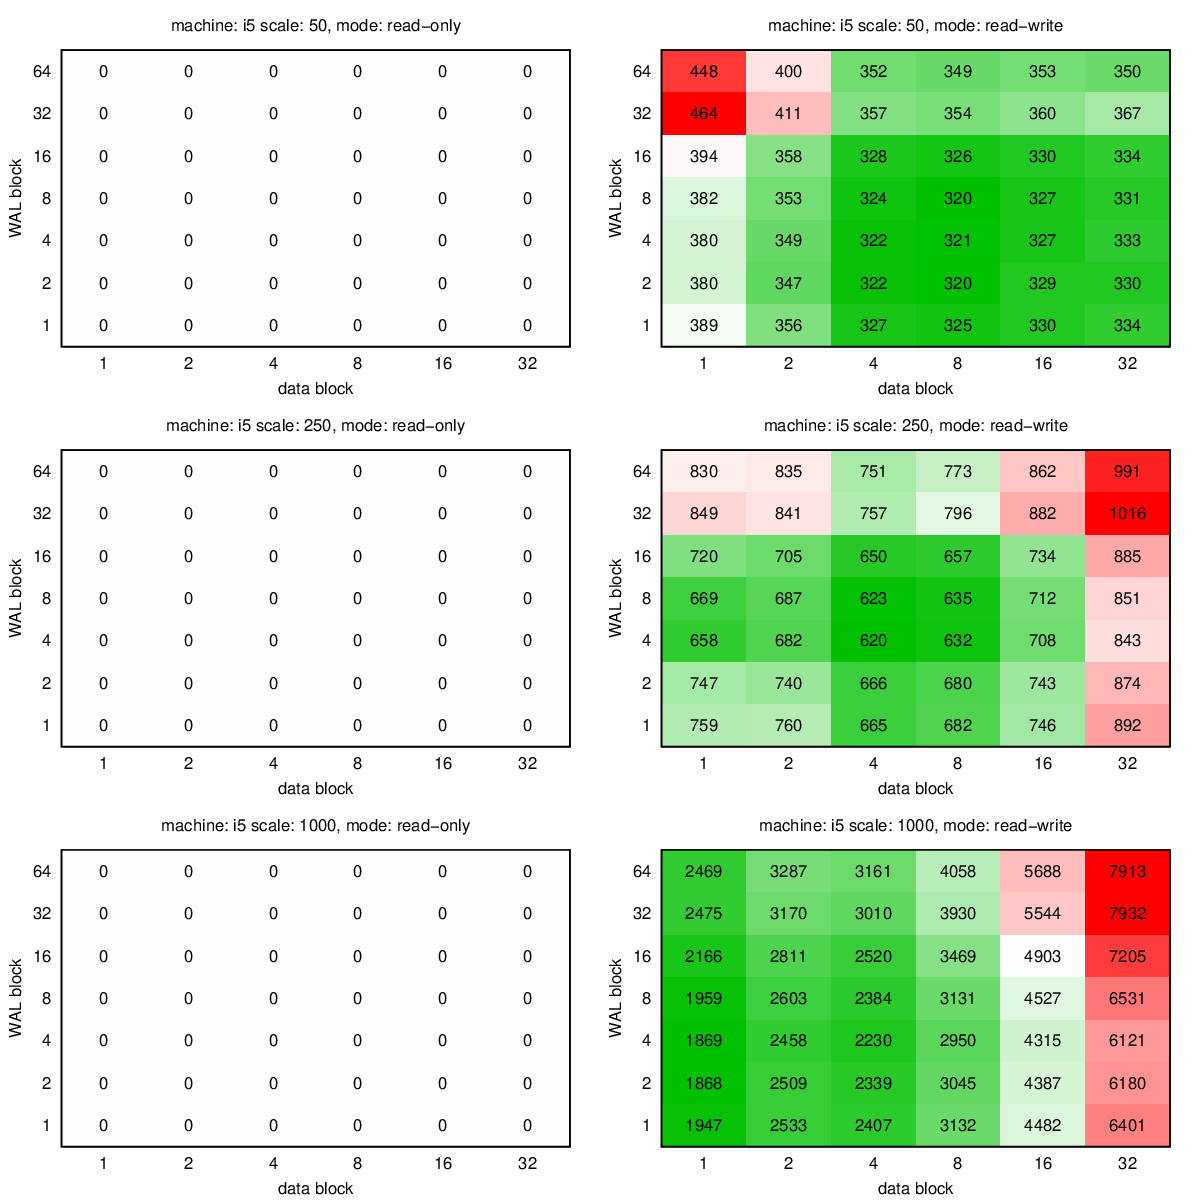 machine: i5 scale: 50, mode: read−only
WAL block
64 0 0 0 0 0 0
32 0 0 0 0 0 0
16 0 0 0 0 0 0
8 0 0 0 0 0 0
4 0 0 0 0 0 0
2 0 0 0 0 0 0
1 0 0 0 0 0 0
1 2 4 8 16 32
data block
machine: i5 scale: 50, mode: read−write
WAL block
64 448 400 352 349 353 350
32 464 411 357 354 360 367
16 394 358 328 326 330 334
8 382 353 324 320 327 331
4 380 349 322 321 327 333
2 380 347 322 320 329 330
1 389 356 327 325 330 334
1 2 4 8 16 32
data block
machine: i5 scale: 250, mode: read−only
WAL block
64 0 0 0 0 0 0
32 0 0 0 0 0 0
16 0 0 0 0 0 0
8 0 0 0 0 0 0
4 0 0 0 0 0 0
2 0 0 0 0 0 0
1 0 0 0 0 0 0
1 2 4 8 16 32
data block
machine: i5 scale: 250, mode: read−write
WAL block
64 830 835 751 773 862 991
32 849 841 757 796 882 1016
16 720 705 650 657 734 885
8 669 687 623 635 712 851
4 658 682 620 632 708 843
2 747 740 666 680 743 874
1 759 760 665 682 746 892
1 2 4 8 16 32
data block
machine: i5 scale: 1000, mode: read−only
WAL block
64 0 0 0 0 0 0
32 0 0 0 0 0 0
16 0 0 0 0 0 0
8 0 0 0 0 0 0
4 0 0 0 0 0 0
2 0 0 0 0 0 0
1 0 0 0 0 0 0
1 2 4 8 16 32
data block
machine: i5 scale: 1000, mode: read−write
WAL block
64 2469 3287 3161 4058 5688 7913
32 2475 3170 3010 3930 5544 7932
16 2166 2811 2520 3469 4903 7205
8 1959 2603 2384 3131 4527 6531
4 1869 2458 2230 2950 4315 6121
2 1868 2509 2339 3045 4387 6180
1 1947 2533 2407 3132 4482 6401
1 2 4 8 16 32
data block